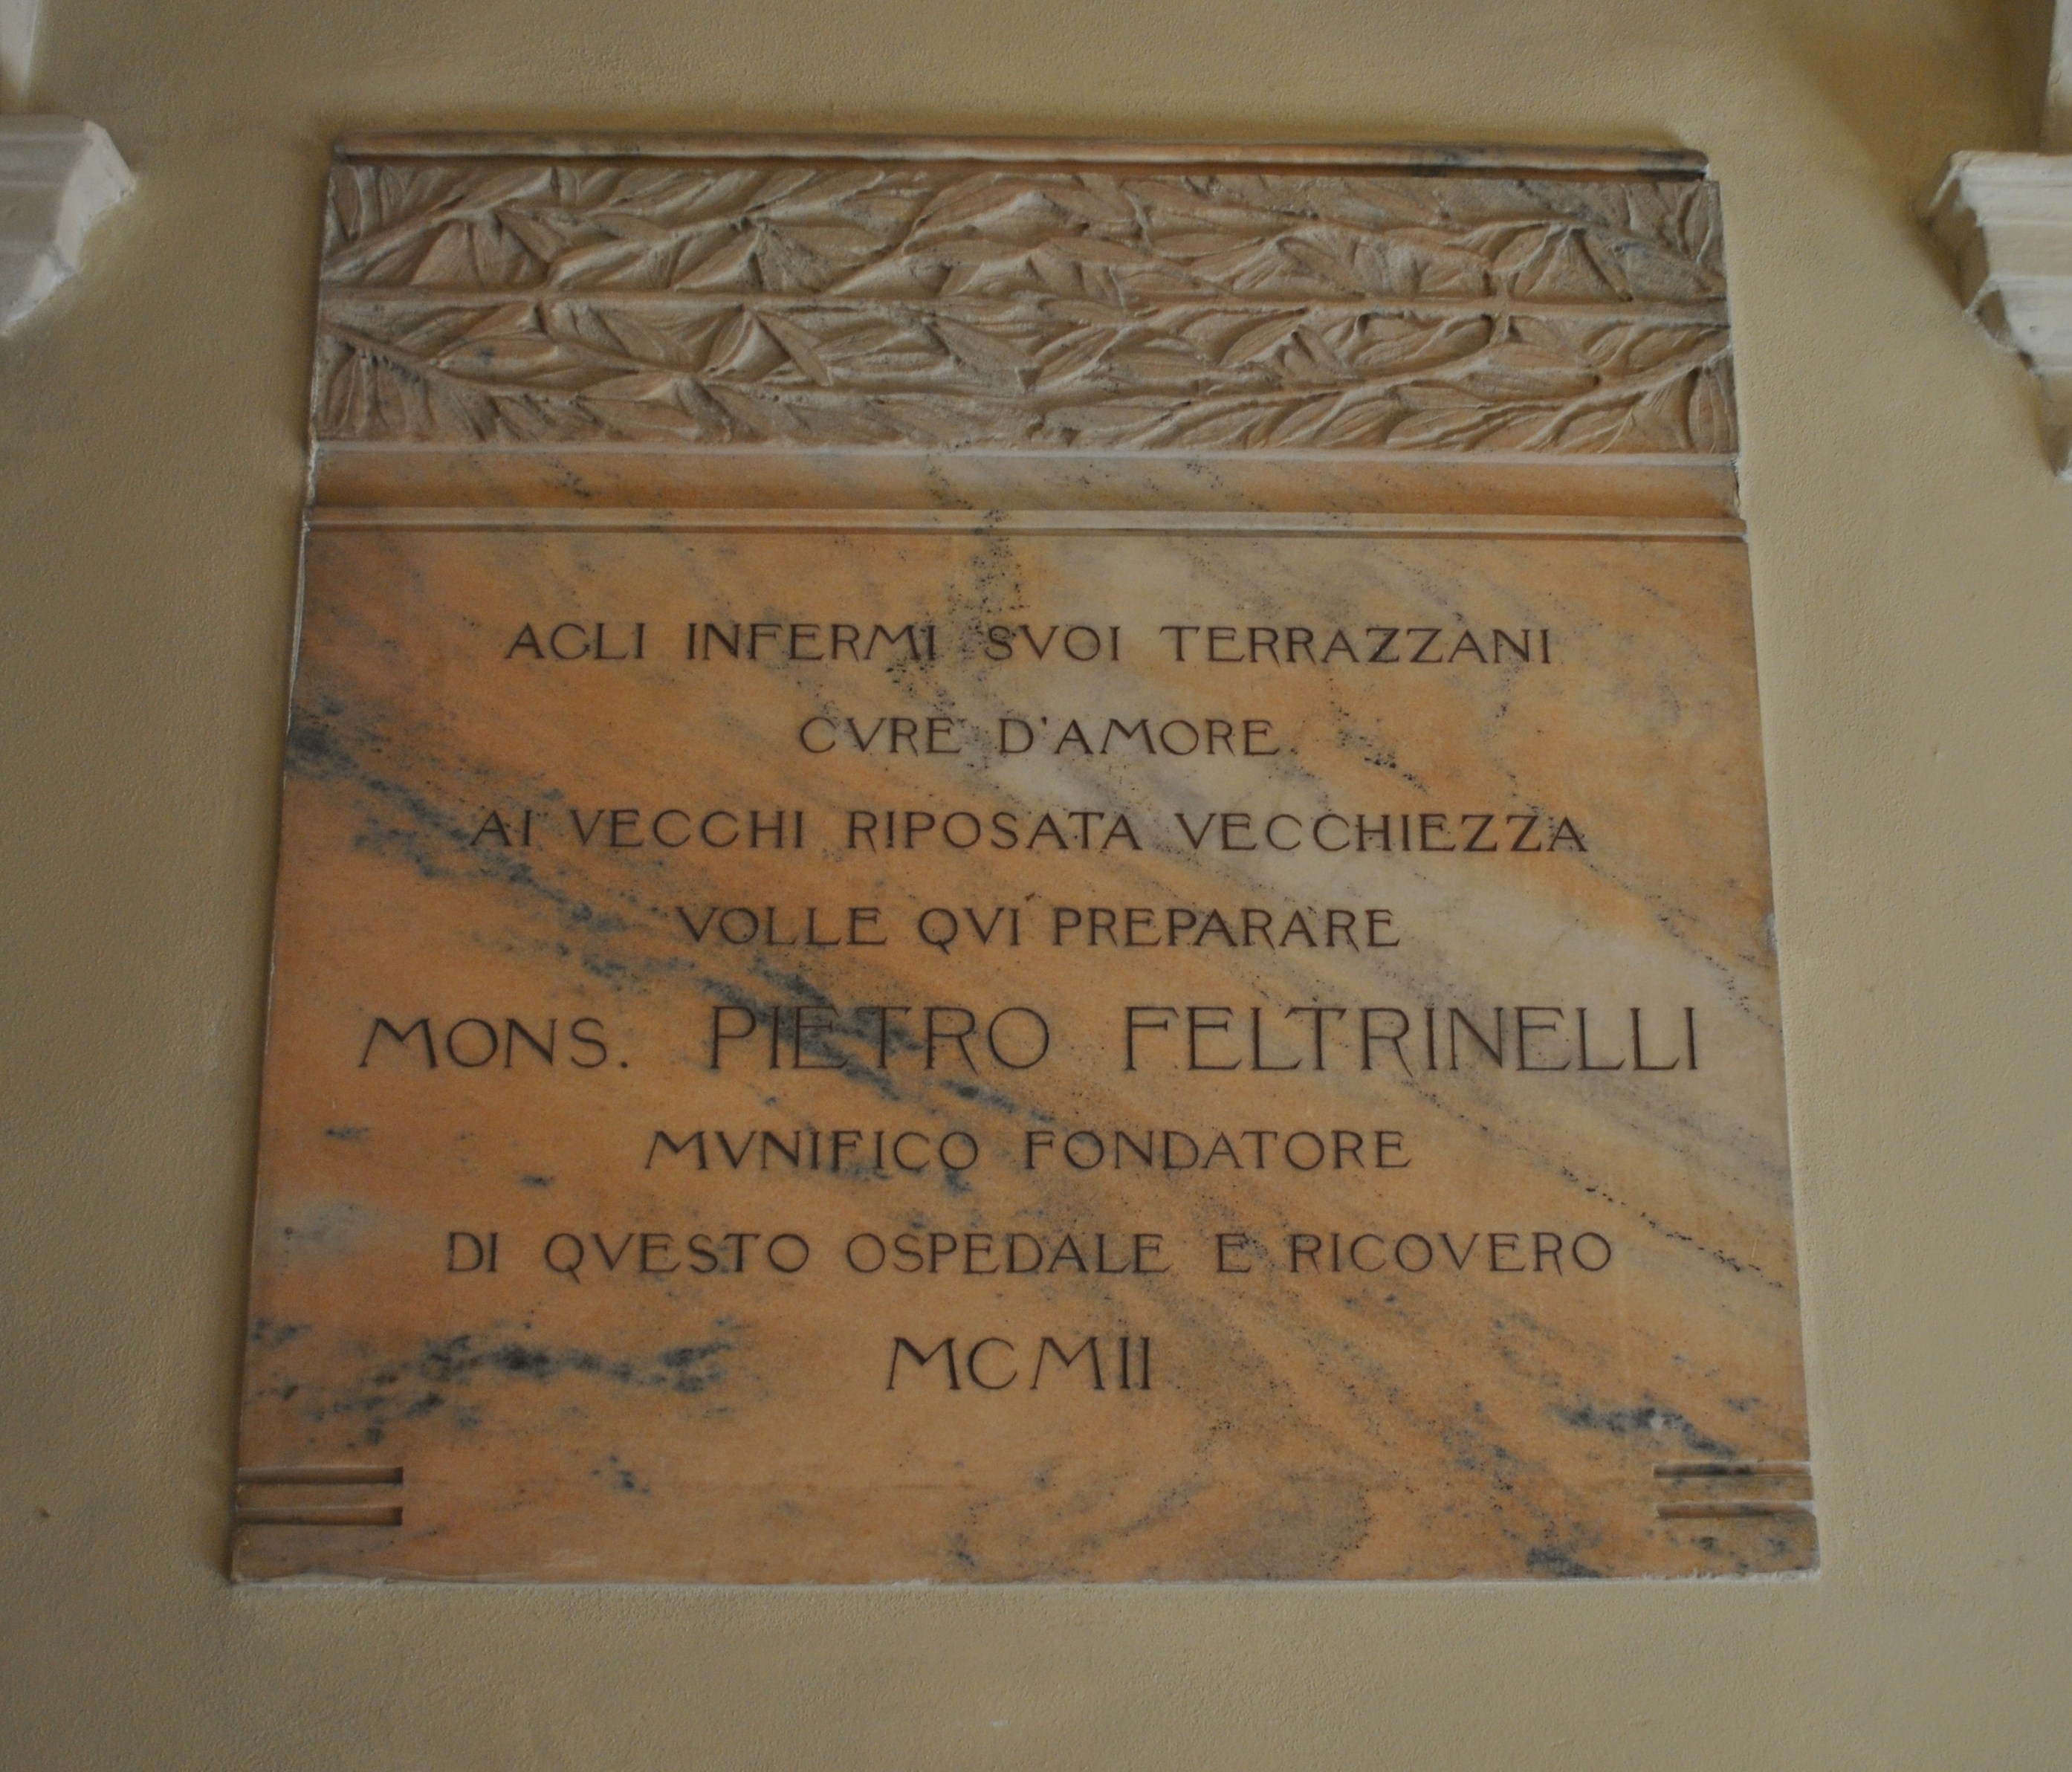 AGLI INFERMI SVOI TERRAZZANI
CVRE D'AMORE
AI VECCHI RIPOSATA VECCHIEZZA
VOLLE QVI PREPARARE
MONS. PIETRO FELTRINELLI
MVNIFICO FONDATORE
DI QVESTO OSPEDALE E RICOVERO
MCMII